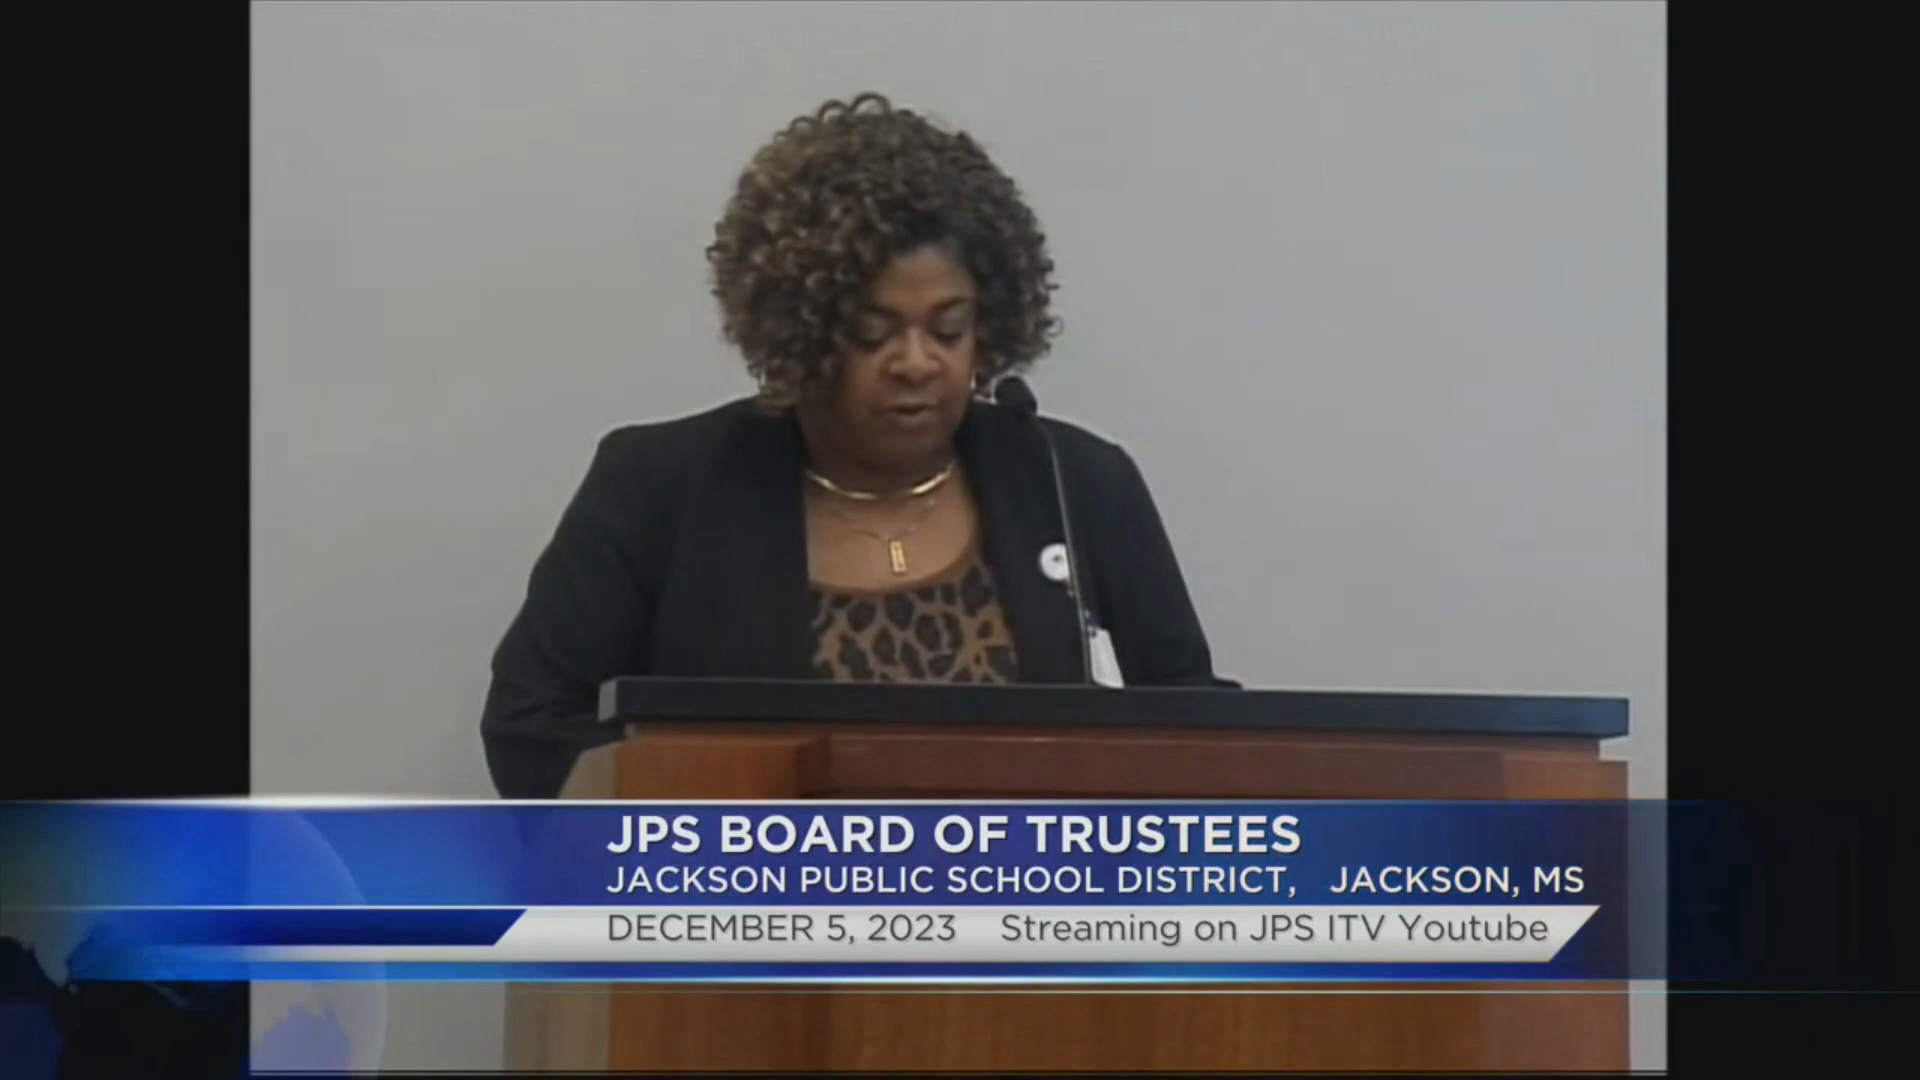 JPS BOARD OF TRUSTEES
JACKSON PUBLIC SCHOOL DISTRICT, JACKSON, MS
DECEMBER 5, 2023 Streaming on JPS ITV Youtube